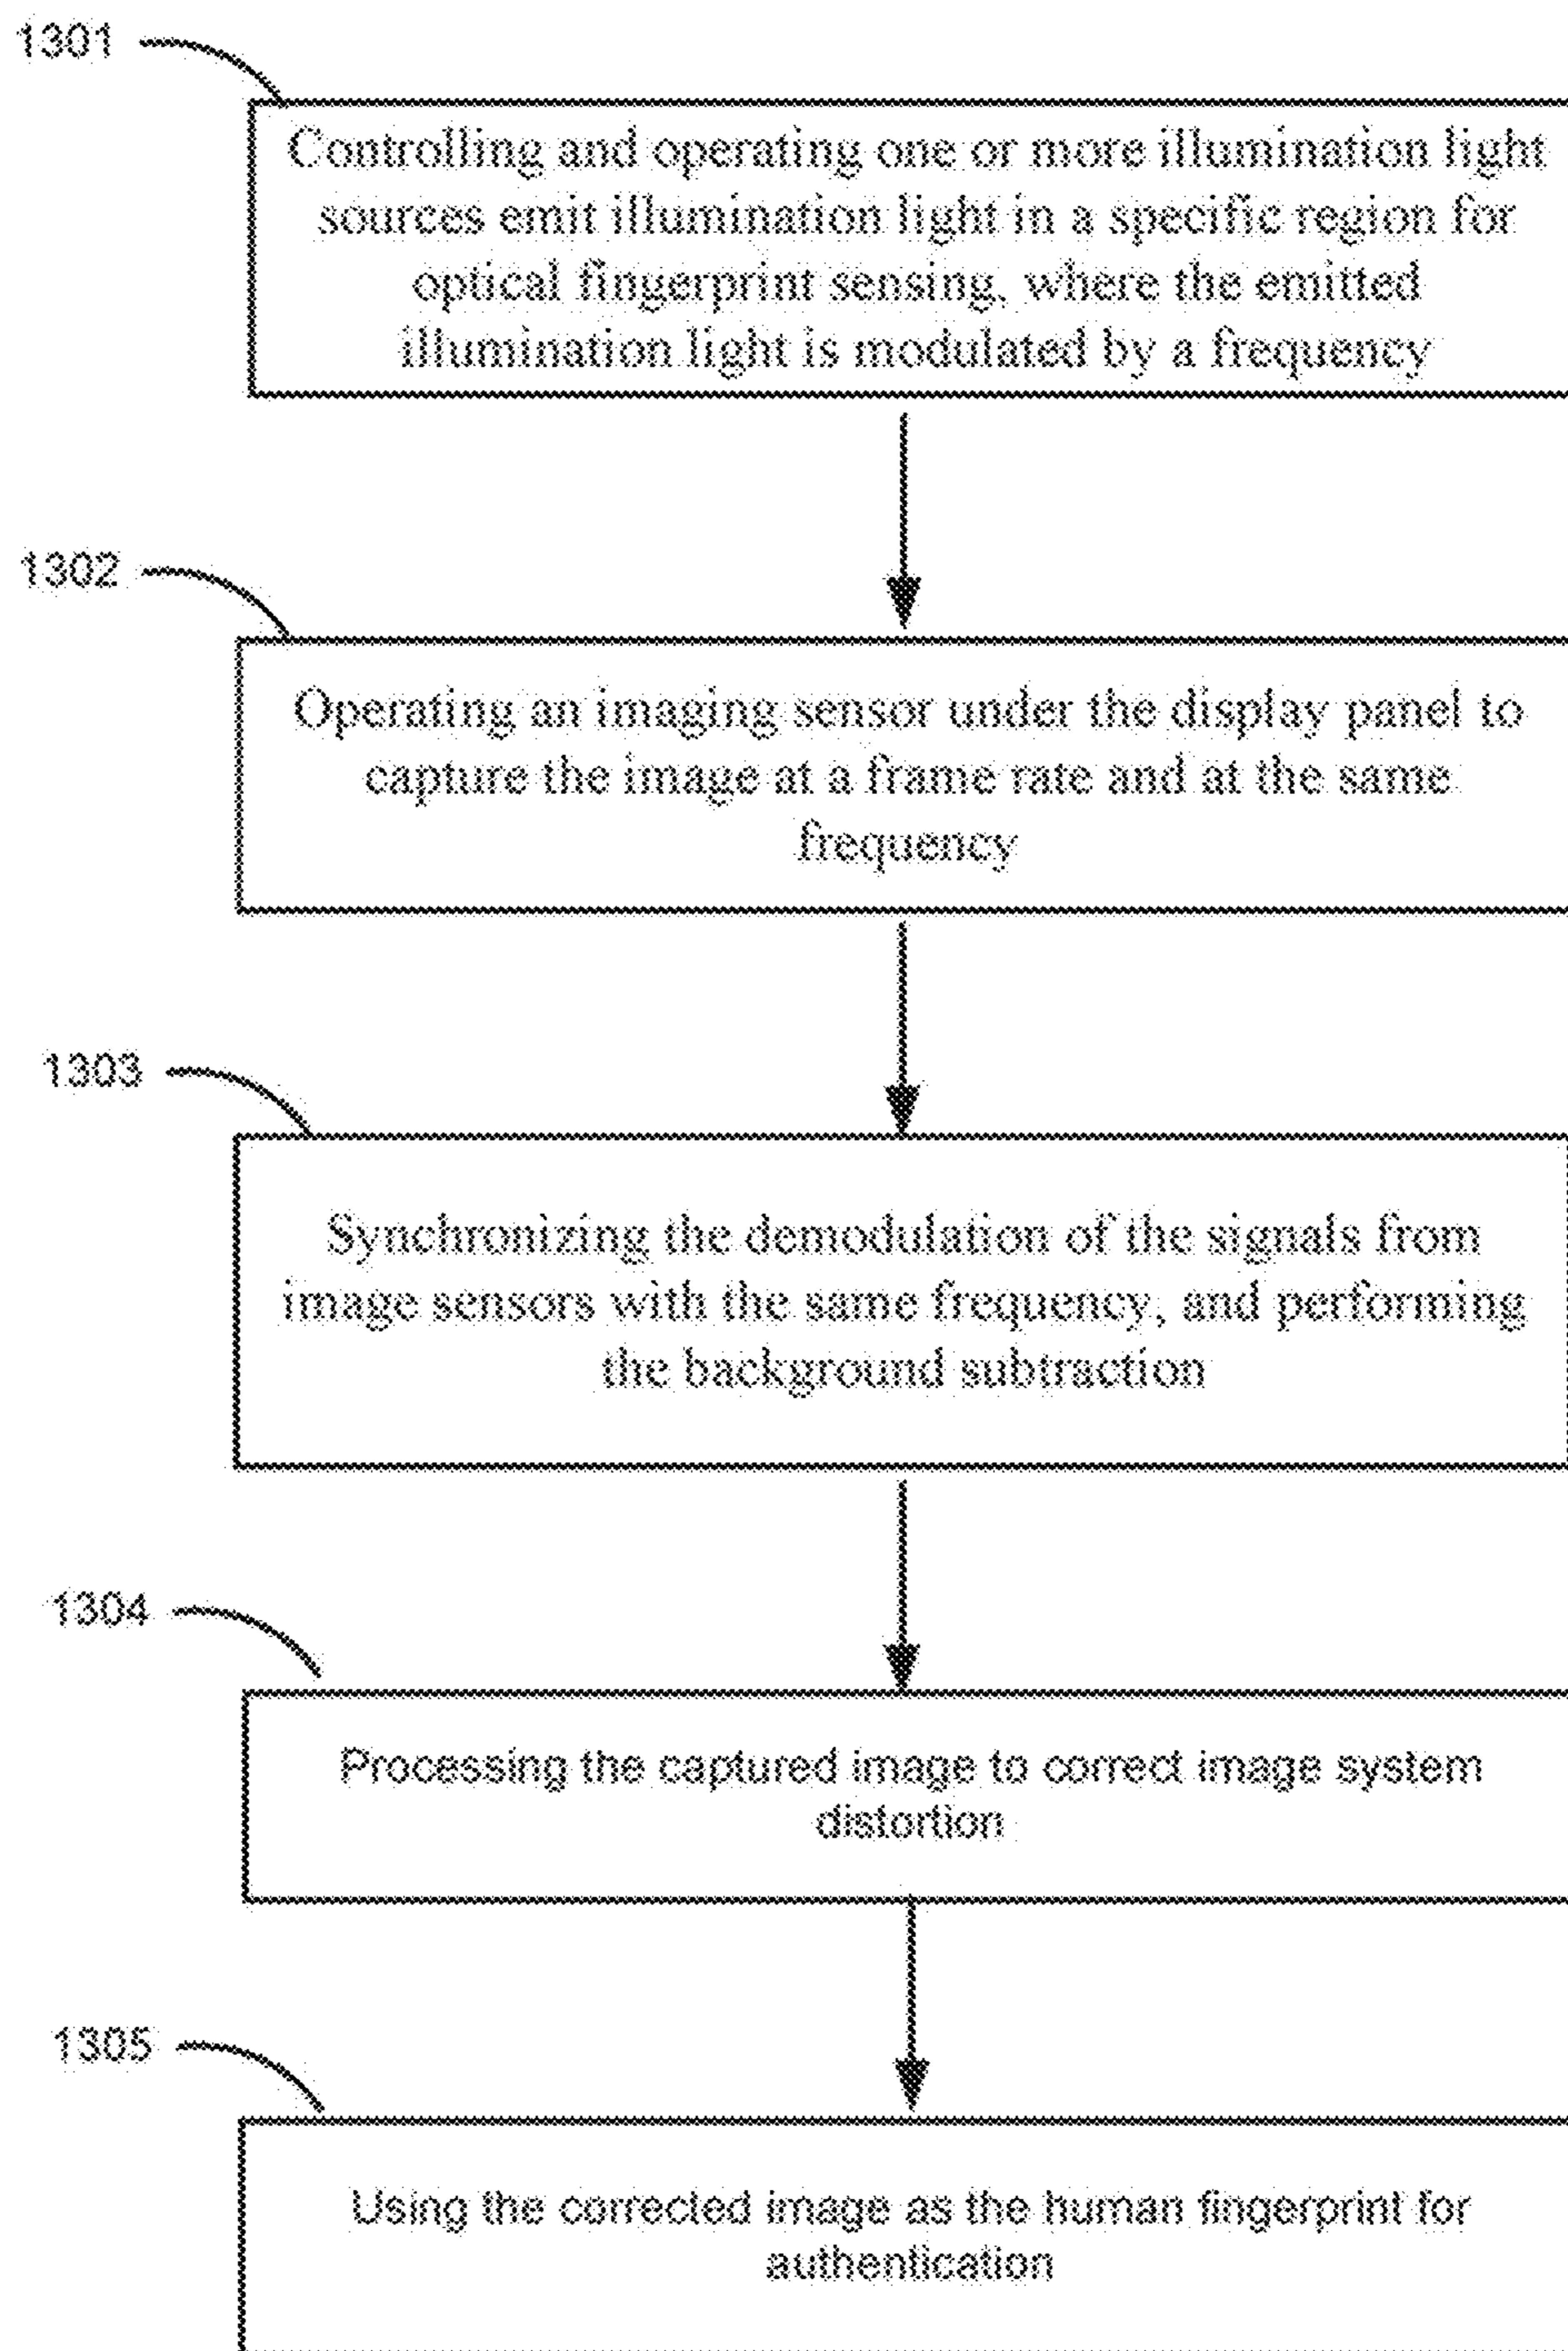 1301
Controlling and operating one or more illumination light
sources emit illumination light in a specific region for
optical fingerprint sensing, where the emitted
illumination light is modulated by a frequency
1302
Operating an imaging sensor under the display panel to
capture the image at a frame rate and at the same
frequency
1303
Synchronizing the demodulation of the signals from
image sensors with the same frequency, and performing
the background subtraction
1304
Processing the captured image to correct image system
distortion
1305
Using the corrected image as the human fingerprint for
authentication